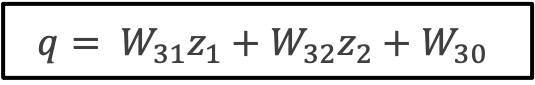 q = W₃₁z₁ + W₃₂z₂ + W₃₀